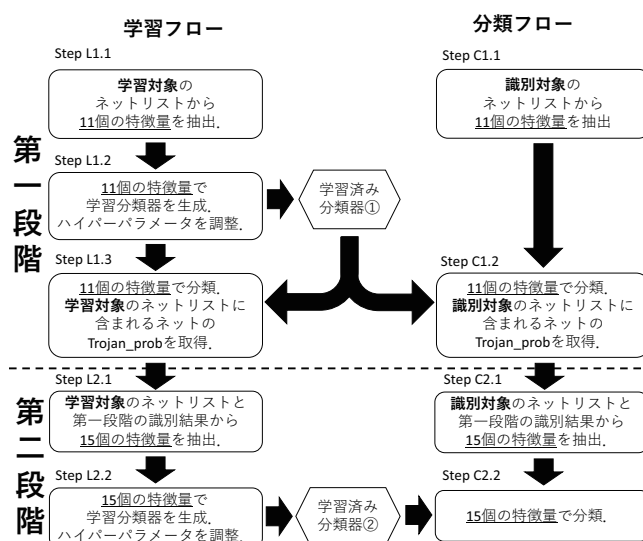 学習フロー
分類フロー
Step L1.1
学習対象の
ネットリストから
11個の特徴量を抽出.
Step C1.1
識別対象の
ネットリストから
11個の特徴量を抽出
第一段階
Step L1.2
11個の特徴量で
学習分類器を生成.
ハイパーパラメータを調整.
学習済み
分類器①
Step L1.3
11個の特徴量で分類.
学習対象のネットリストに
含まれるネットの
Trojan_probを取得.
Step C1.2
11個の特徴量で分類.
識別対象のネットリストに
含まれるネットの
Trojan_probを取得.
第二段階
Step L2.1
学習対象のネットリストと
第一段階の識別結果から
15個の特徴量を抽出.
Step C2.1
識別対象のネットリストと
第一段階の識別結果から
15個の特徴量を抽出.
Step L2.2
15個の特徴量で
学習分類器を生成.
ハイパーパラメータを調整.
学習済み
分類器②
Step C2.2
15個の特徴量で分類.